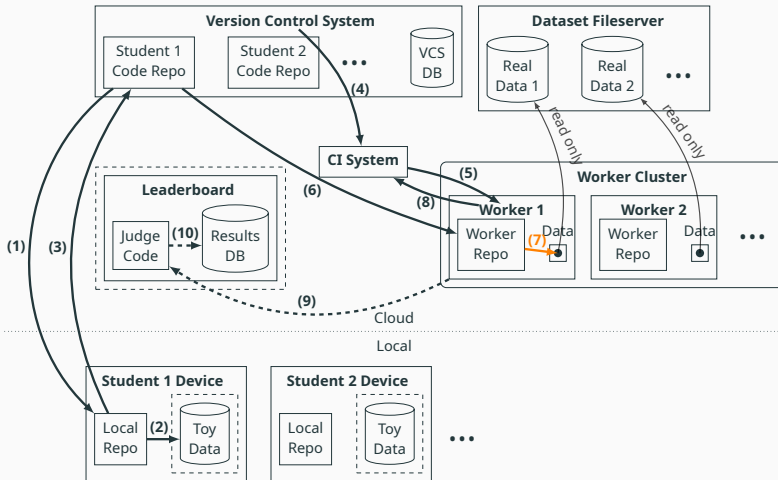 Version Control System
Student 1
Code Repo
Student 2
Code Repo
•••
VCS
DB
Dataset Fileserver
Real
Data 1
Real
Data 2
•••
(4)
read only
read only
CI System
(5)
(6)
(8)
Worker Cluster
Leaderboard
Judge
Code
(10)
Results
DB
Worker 1
Worker
Repo
(7)
Data
Worker 2
Worker
Repo
Data
•••
(1)
(3)
(9)
Cloud
Local
Student 1 Device
Local
Repo
(2)
Toy
Data
Student 2 Device
Local
Repo
Toy
Data
•••